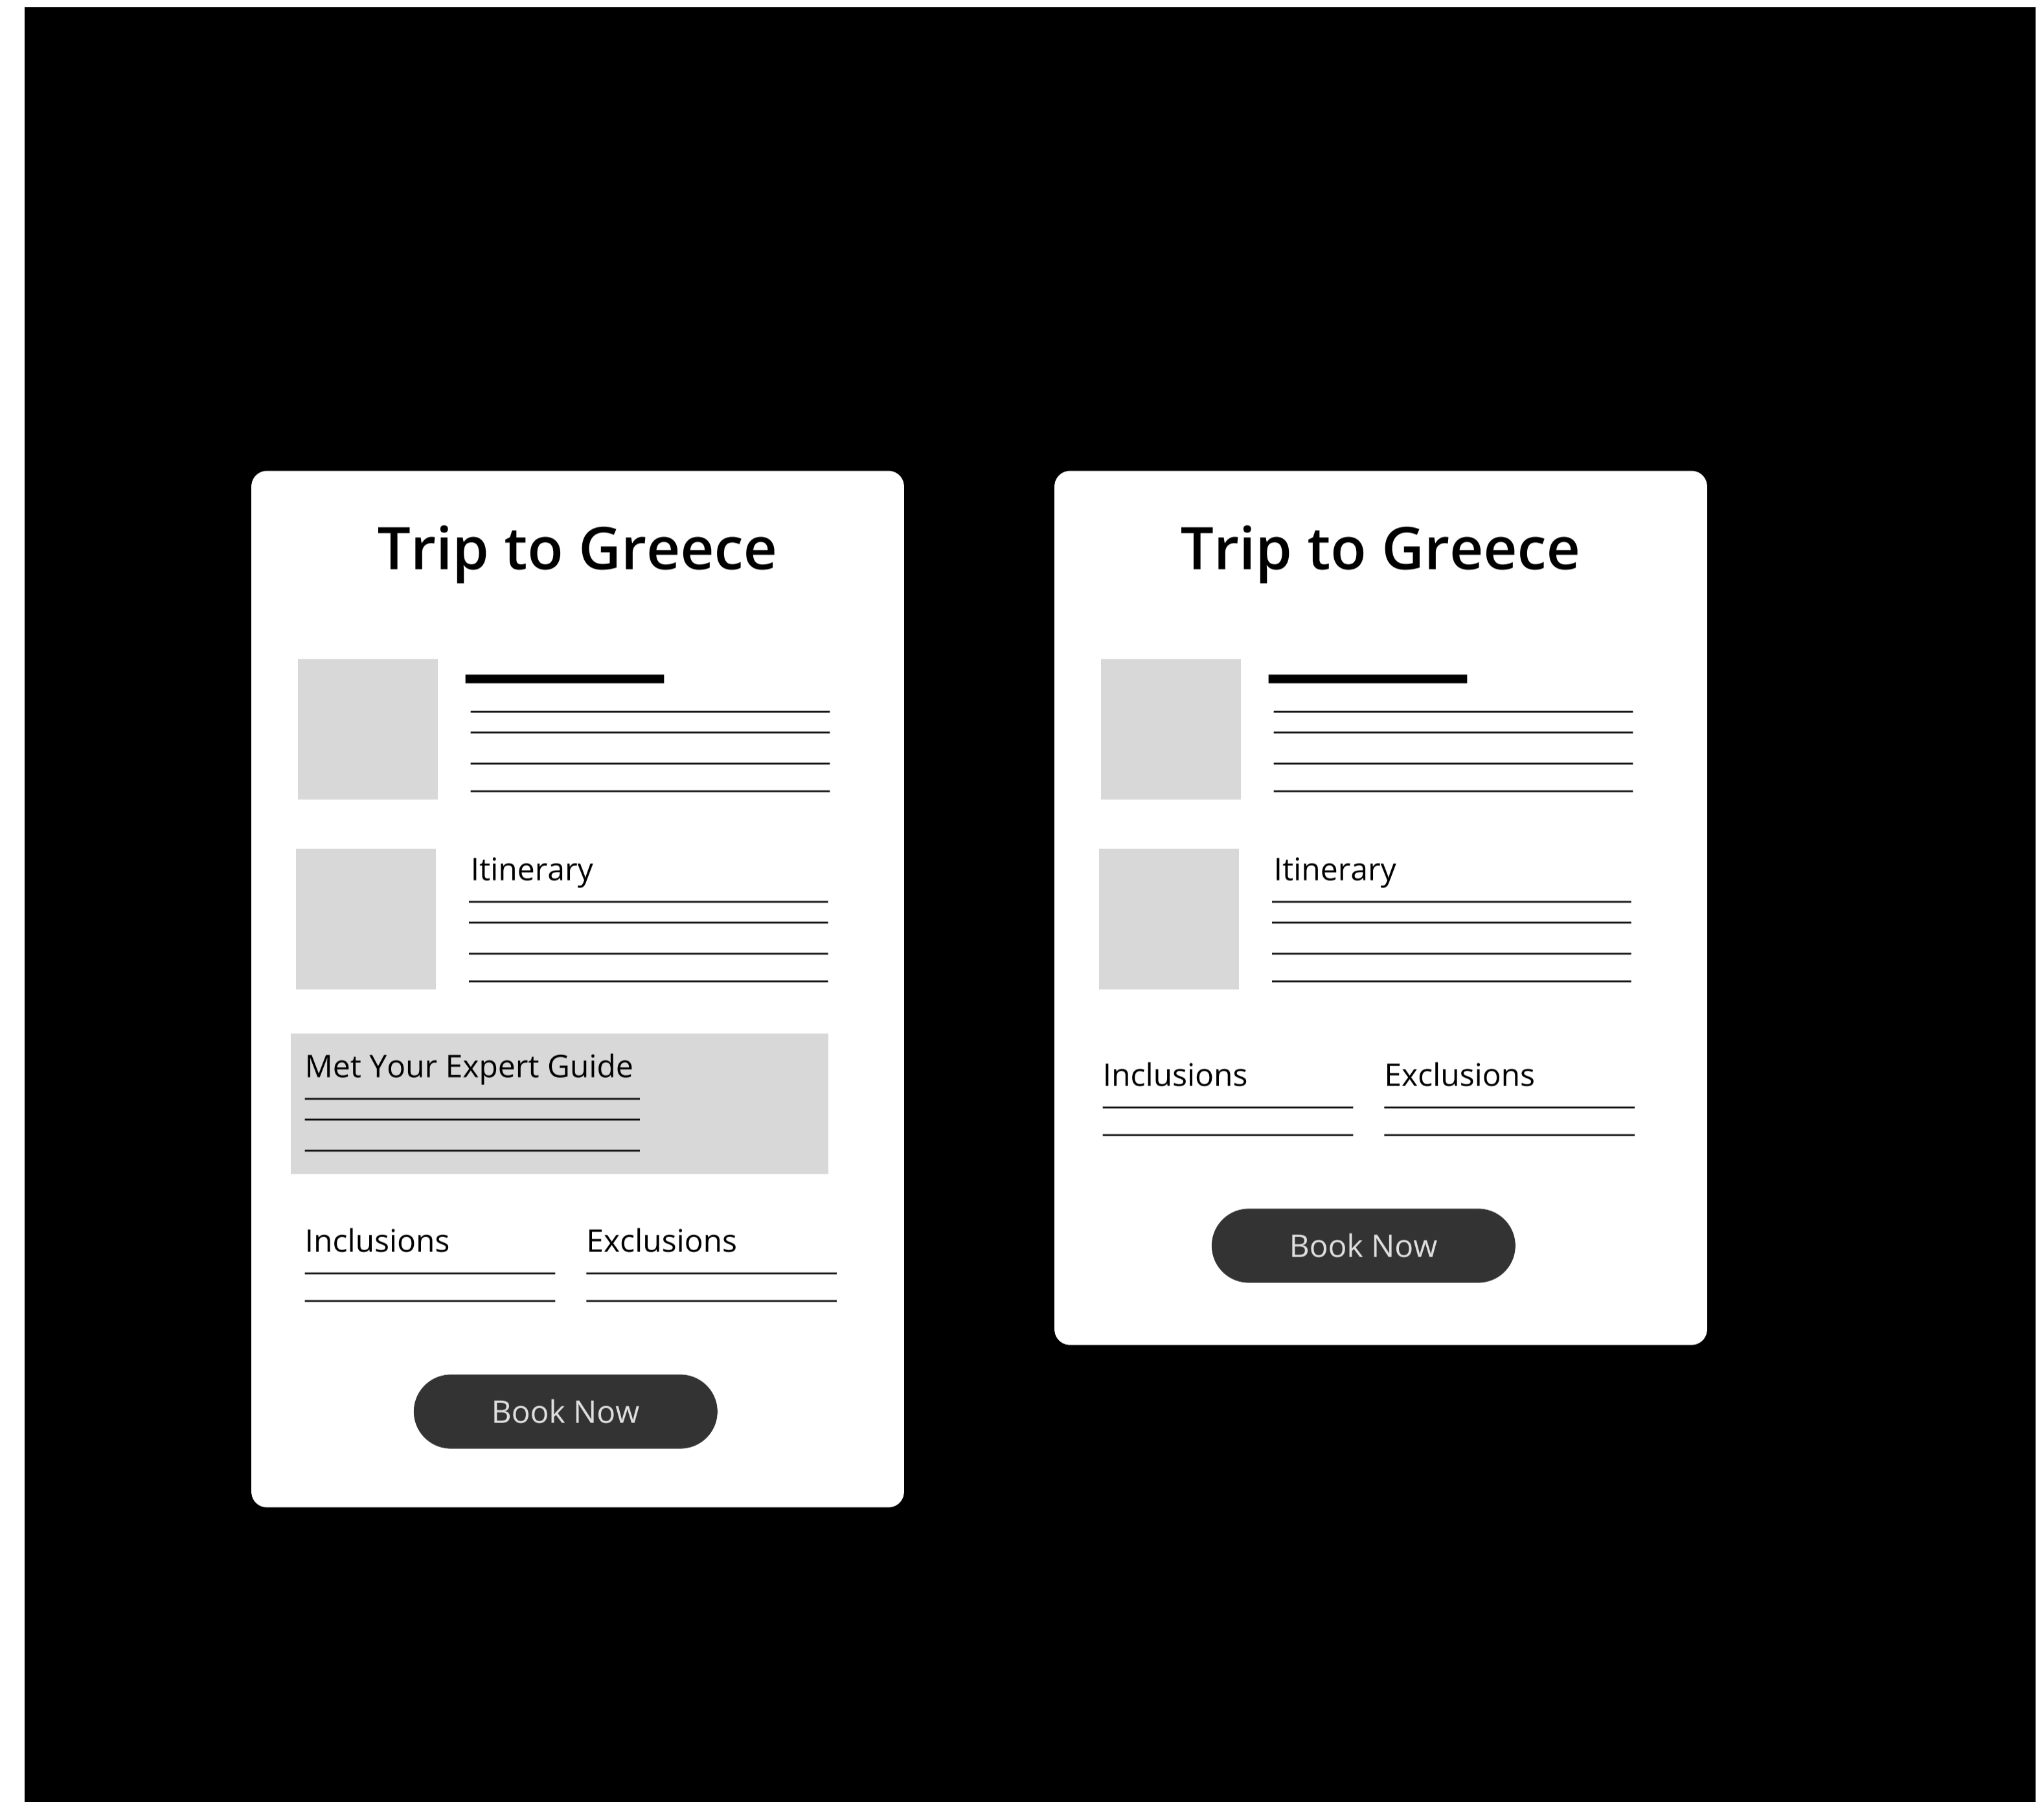 Trip to Greece
Itinerary
Met Your Expert Guide
Inclusions
Exclusions
Book Now
Trip to Greece
Itinerary
Inclusions
Exclusions
Book Now